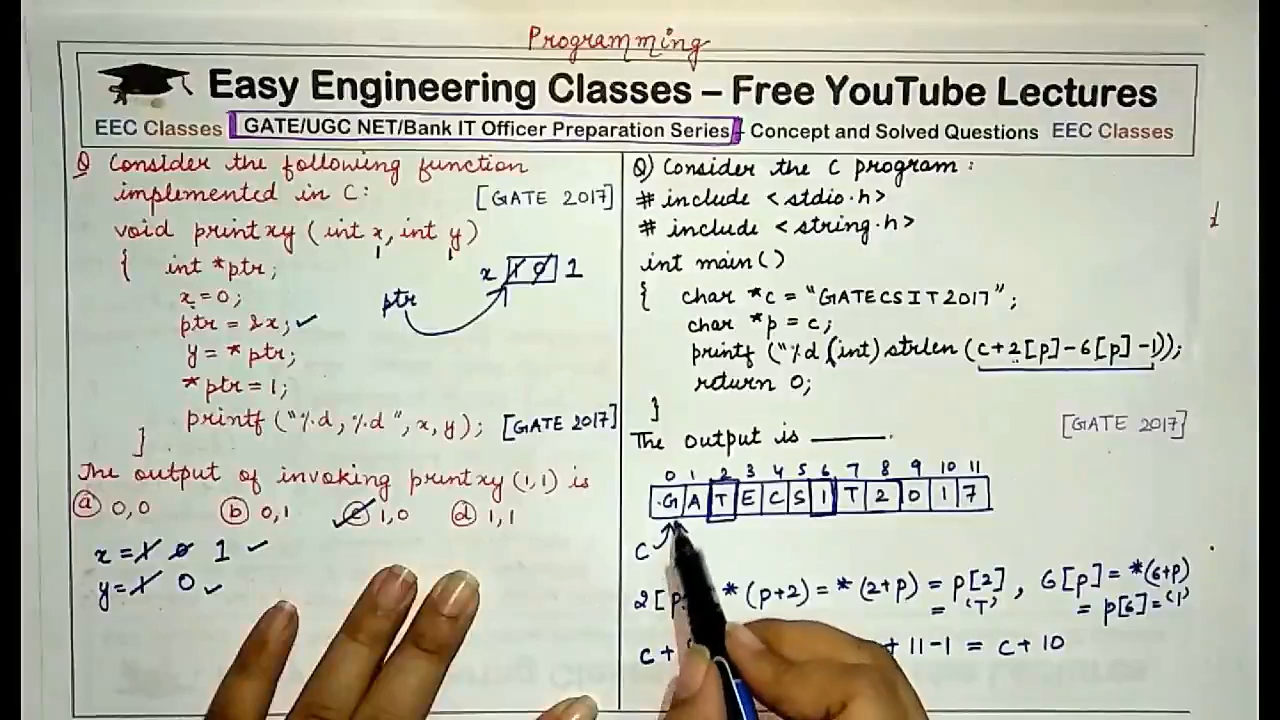 Programming
Easy Engineering Classes – Free YouTube Lectures
EEC Classes GATE/UGC NET/Bank IT Officer Preparation Series - Concept and Solved Questions EEC Classes
Q Consider the following function
implemented in C: [GATE 2017]
void printxy (int x, int y)
{ int *ptr;
x=0;
ptr = &x;
y = *ptr;
*ptr = 1;
printf ("%d, %d", x, y); [GATE 2017]
}
The output of invoking printxy (1,1) is
(a) 0,0 (b) 0,1 (c) 1,0 (d) 1,1
x = 1 0 1
y = 1 0
1 1
x 1 0 1
ptr
Q) Consider the C program:
# include <stdio.h>
# include <string.h>
int main()
{ char *c = "GATECSIT2017";
char *p = c;
printf ("%d (int) strlen (c+2[p]-6[p]-1));
return 0;
}
The output is ______. [GATE 2017]
0 1 2 3 4 5 6 7 8 9 10 11
G A T E C S I T 2 0 1 7
C
2[p *(p+2) = *(2+p) = p[2] , 6[p] = *(6+p)
= 'T' = p[6] = 'I'
c+ + 11-1 = c+10